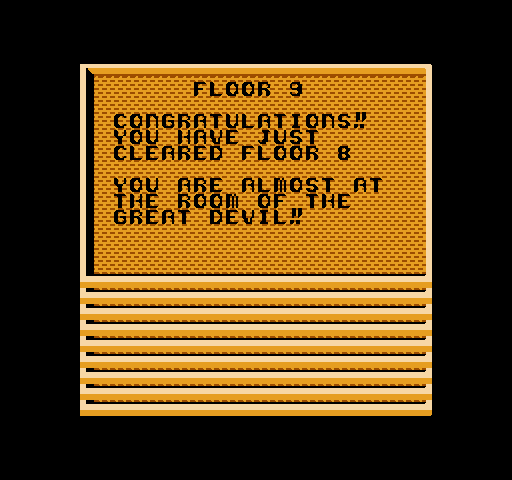 FLOOR 9
CONGRATULATIONS!!
YOU HAVE JUST
CLEARED FLOOR 8
YOU ARE ALMOST AT
THE ROOM OF THE
GREAT DEVIL!!